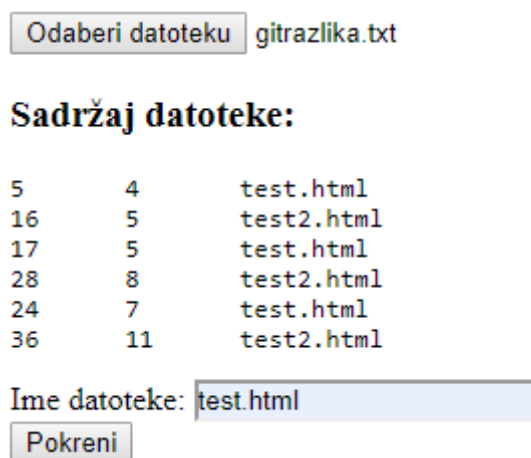 Odaberi datoteku gitrazlika.txt
Sadržaj datoteke:
5 4 test.html
16 5 test2.html
17 5 test.html
28 8 test2.html
24 7 test.html
36 11 test2.html
Ime datoteke: test.html
Pokreni